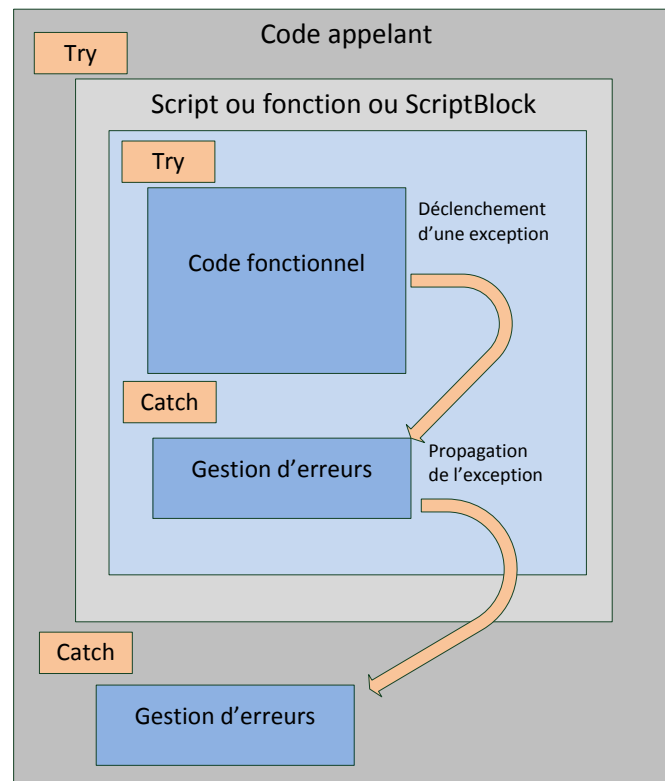 Code appelant
Try
Script ou fonction ou ScriptBlock
Try
Déclenchement
d’une exception
Code fonctionnel
Catch
Gestion d’erreurs
Propagation
de l’exception
Catch
Gestion d’erreurs